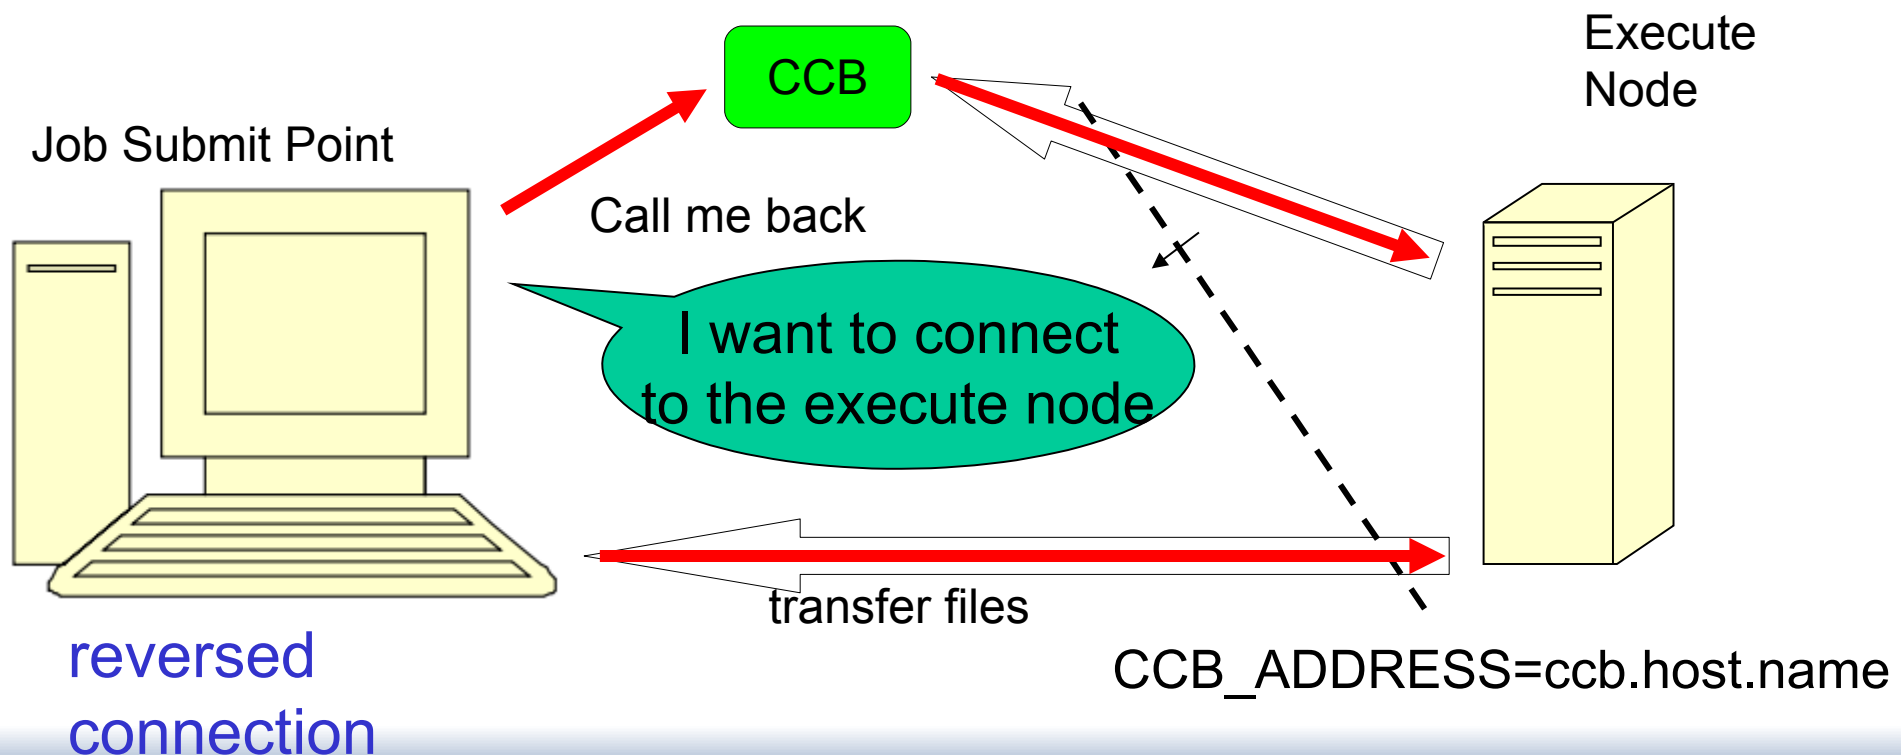 Execute
Node
CCB
Job Submit Point
Call me back
I want to connect
to the execute node
transfer files
reversed
connection
CCB_ADDRESS=ccb.host.name